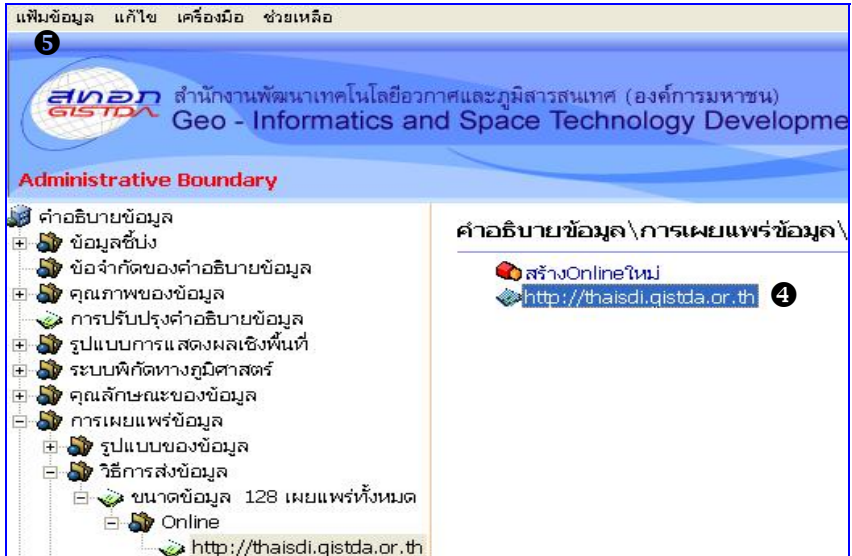 แฟ้มข้อมูล แก้ไข เครื่องมือ ช่วยเหลือ
❺
สทอภ
GISTDA
สำนักงานพัฒนาเทคโนโลยีอวกาศและภูมิสารสนเทศ (องค์การมหาชน)
Geo - Informatics and Space Technology Developme
Administrative Boundary
คำอธิบายข้อมูล
ข้อมูลชี้บ่ง
ข้อจำกัดของคำอธิบายข้อมูล
คุณภาพของข้อมูล
การปรับปรุงคำอธิบายข้อมูล
รูปแบบการแสดงผลเชิงพื้นที่
ระบบพิกัดทางภูมิศาสตร์
คุณลักษณะของข้อมูล
การเผยแพร่ข้อมูล
รูปแบบของข้อมูล
วิธีการส่งข้อมูล
ขนาดข้อมูล 128 เผยแพร่ทั้งหมด
Online
http://thaisdi.gistda.or.th
คำอธิบายข้อมูล\การเผยแพร่ข้อมูล\
สร้างOnlineใหม่
http://thaisdi.gistda.or.th ❹